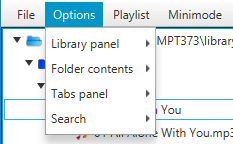 File Options Playlist Minimode
Library panel MPT373\library
Folder contents
Tabs panel
You
Search
All Alone With You.mp3